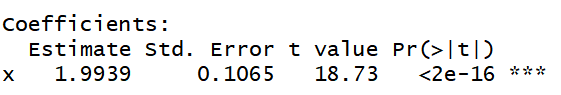 Coefficients:
  Estimate Std. Error t value Pr(>|t|)
x   1.9939     0.1065   18.73   <2e-16 ***